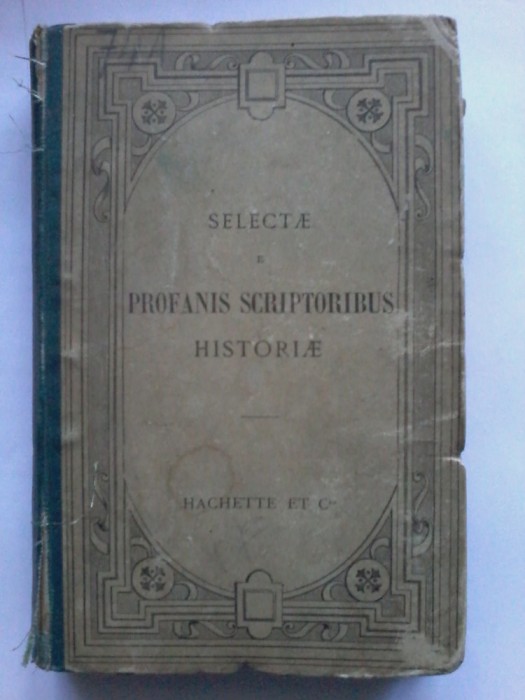 SELECTÆ
E
PROFANIS SCRIPTORIBUS
HISTORIÆ
HACHETTE ET Cie